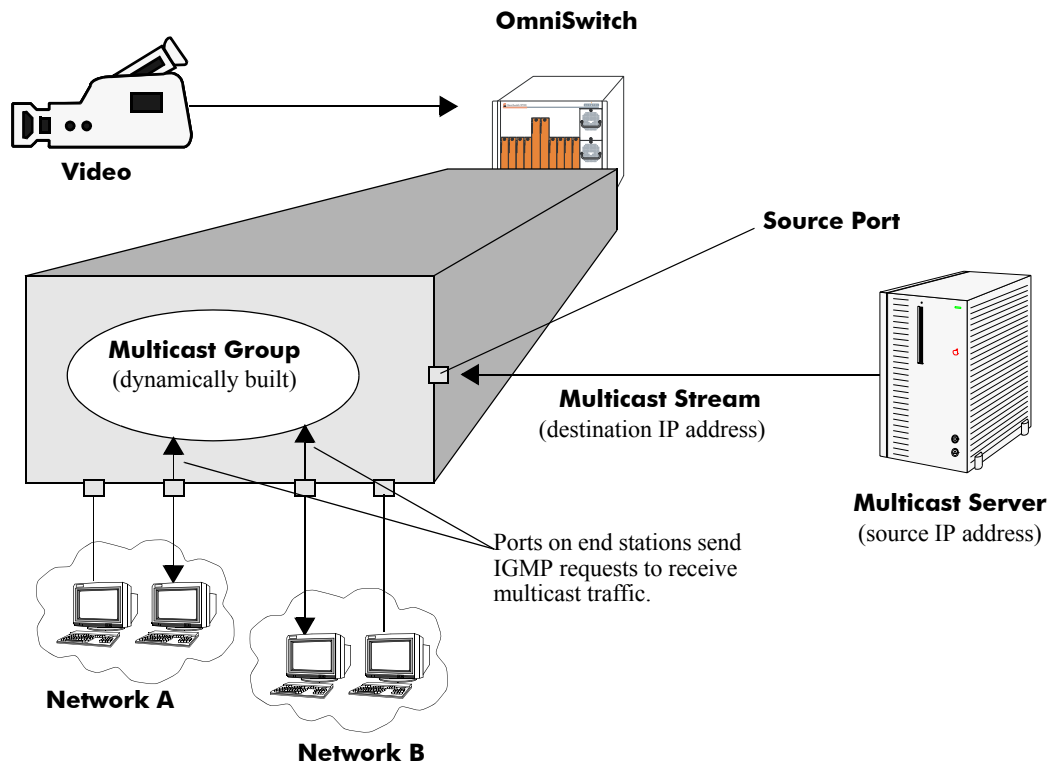 OmniSwitch
Video
Source Port
Multicast Group
(dynamically built)
Multicast Stream
(destination IP address)
Multicast Server
(source IP address)
Ports on end stations send
IGMP requests to receive
multicast traffic.
Network A
Network B